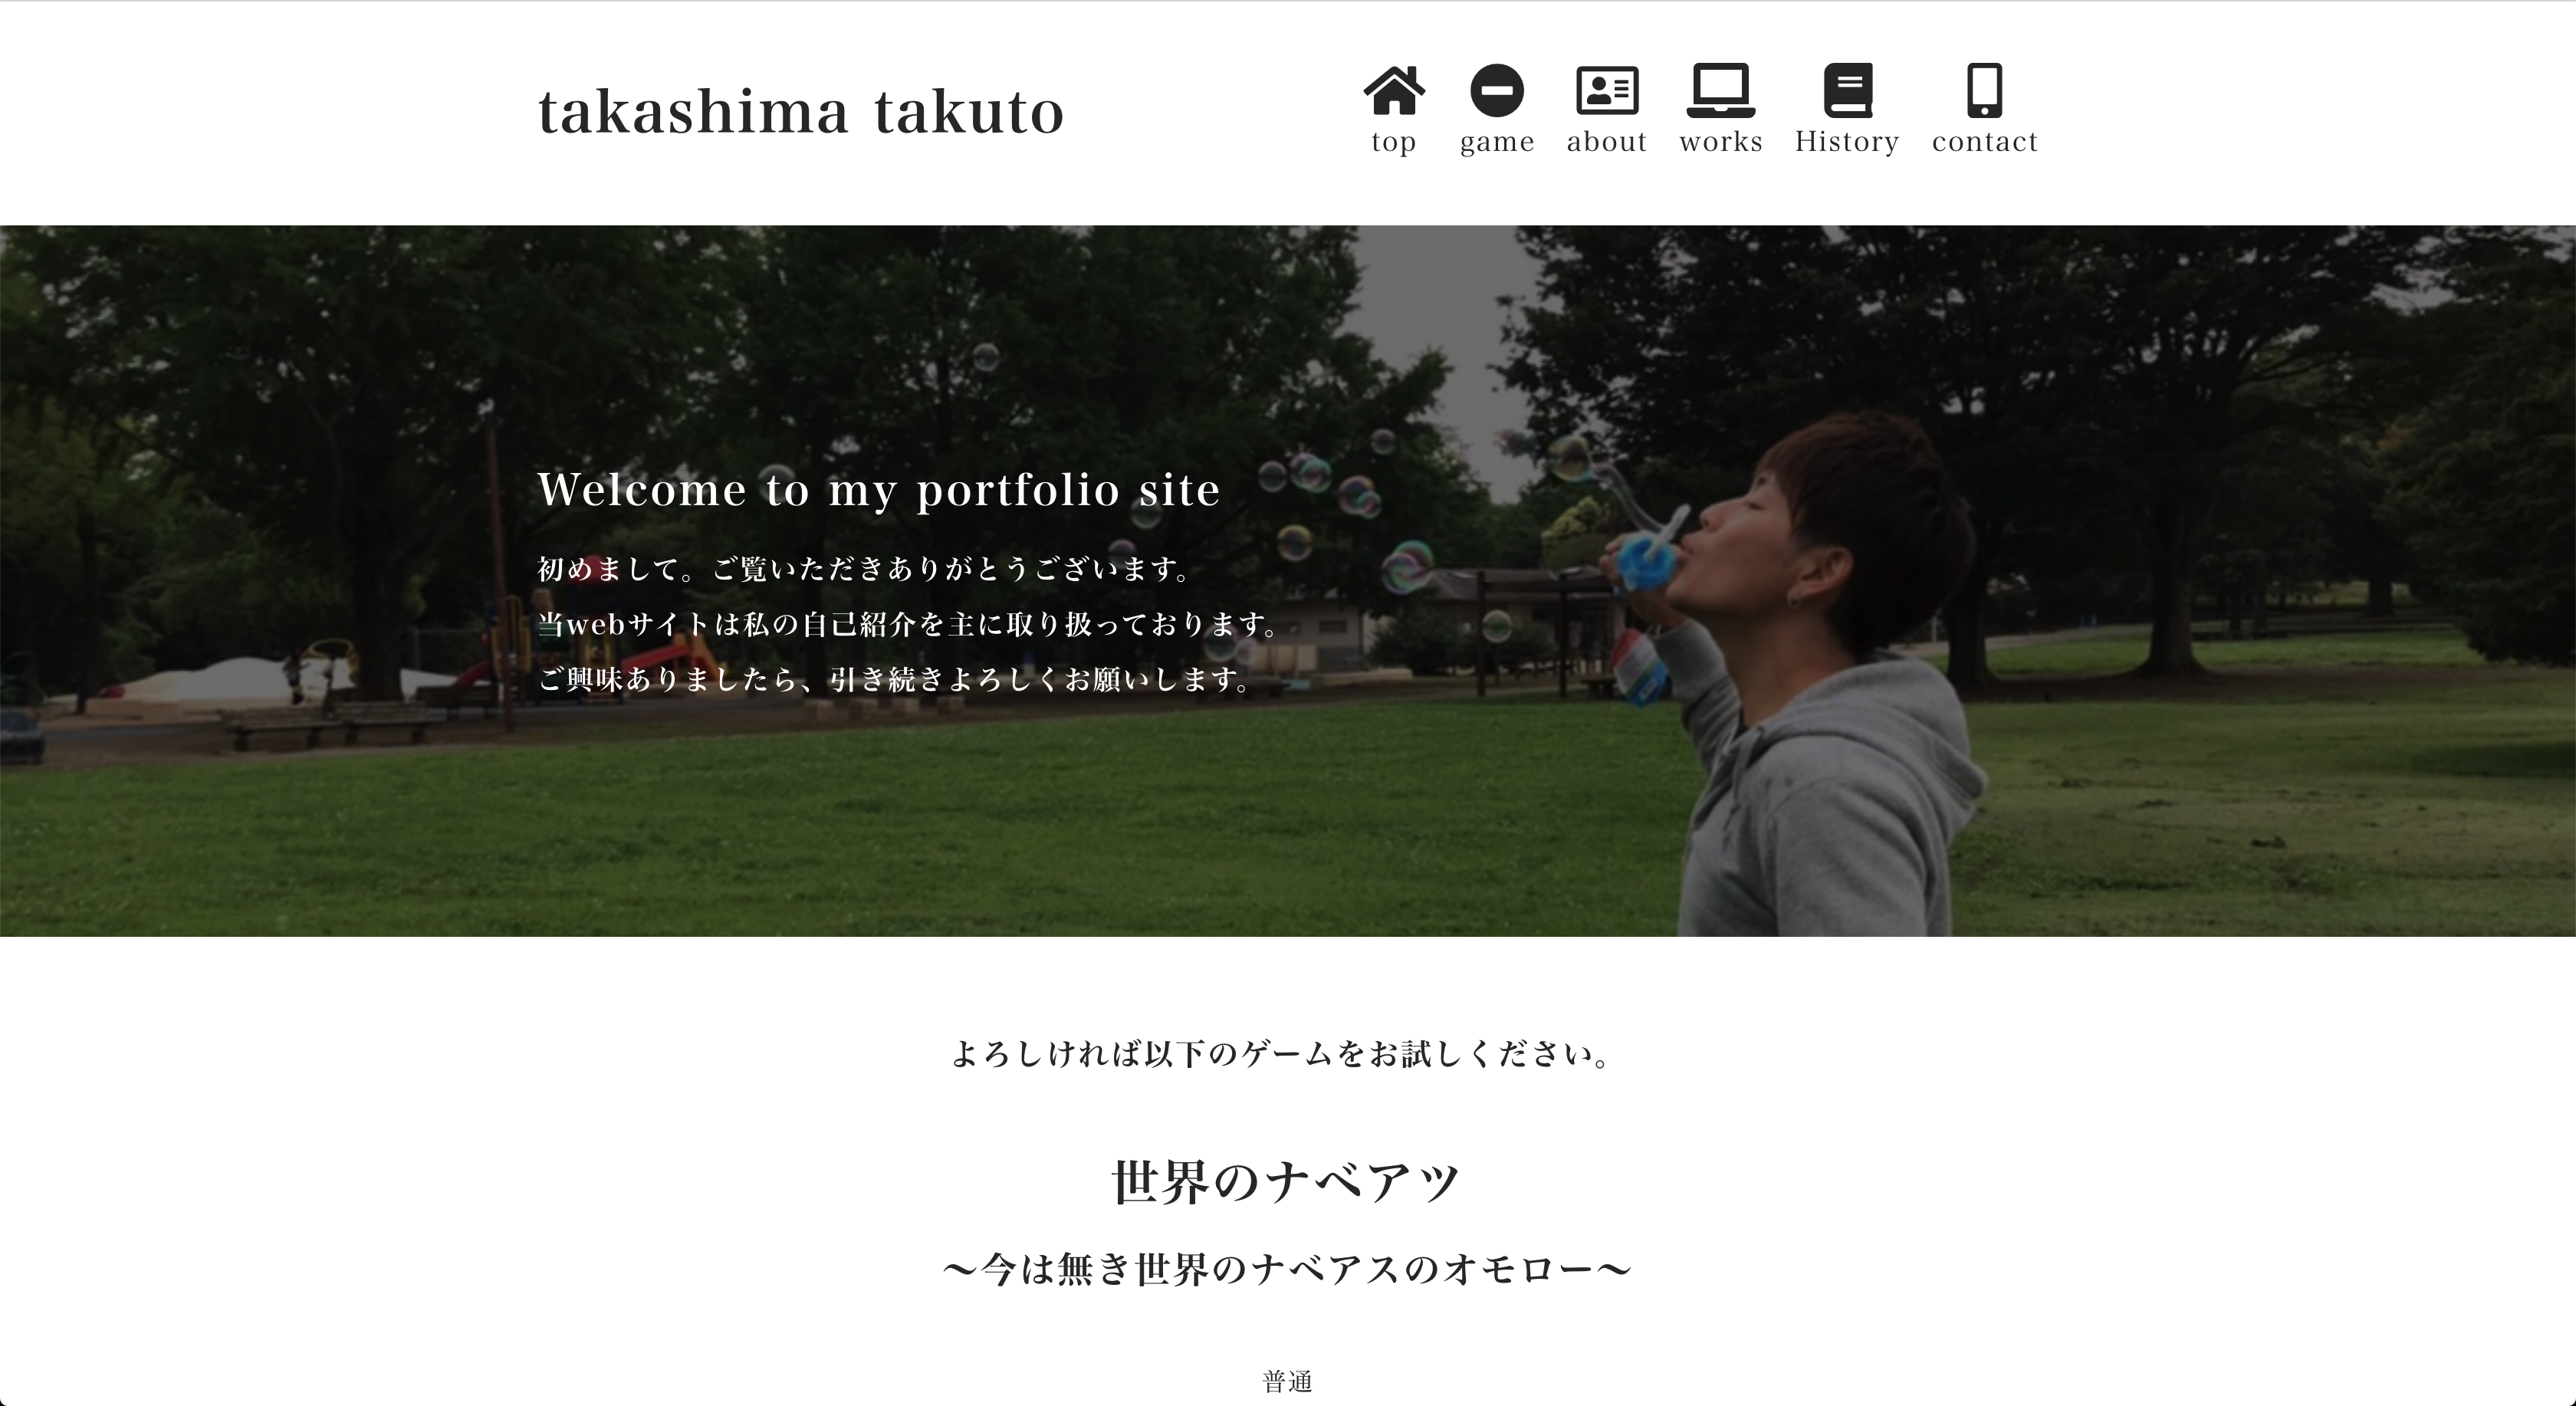 takashima takuto
top
game
about
works
History
contact
Welcome to my portfolio site
初めまして。ご覧いただきありがとうございます。
当webサイトは私の自己紹介を主に取り扱っております。
ご興味ありましたら、引き続きよろしくお願いします。
よろしければ以下のゲームをお試しください。
世界のナベアツ
〜今は無き世界のナベアスのオモロー〜
普通